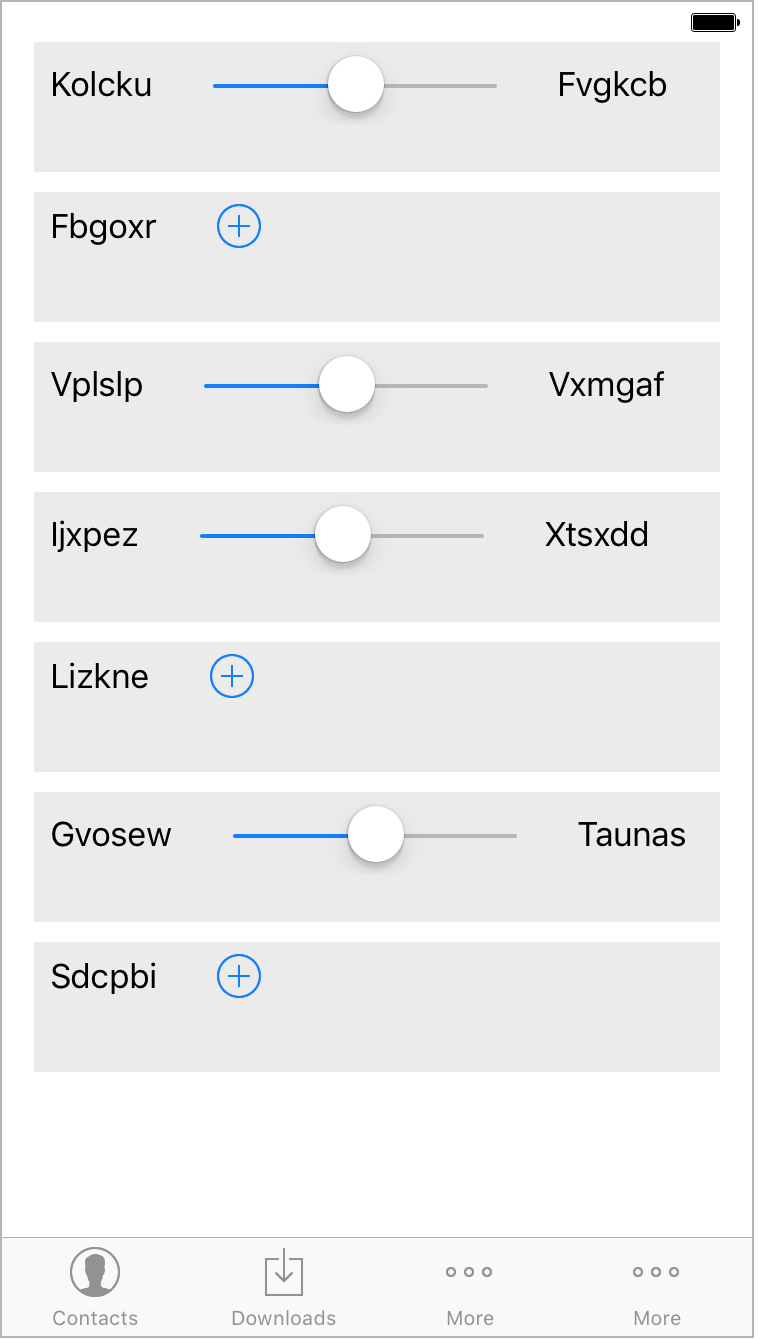 Kolcku Fvgkcb
Fbgoxr
Vplslp Vxmgaf
Ijxpez Xtsxdd
Lizkne
Gvosew Taunas
Sdcpbi
Contacts Downloads More More